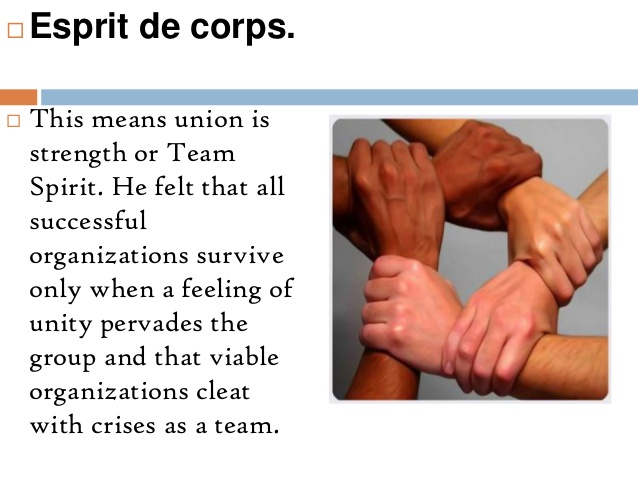 Esprit de corps.
This means union is
strength or Team
Spirit. He felt that all
successful
organizations survive
only when a feeling of
unity pervades the
group and that viable
organizations cleat
with crises as a team.